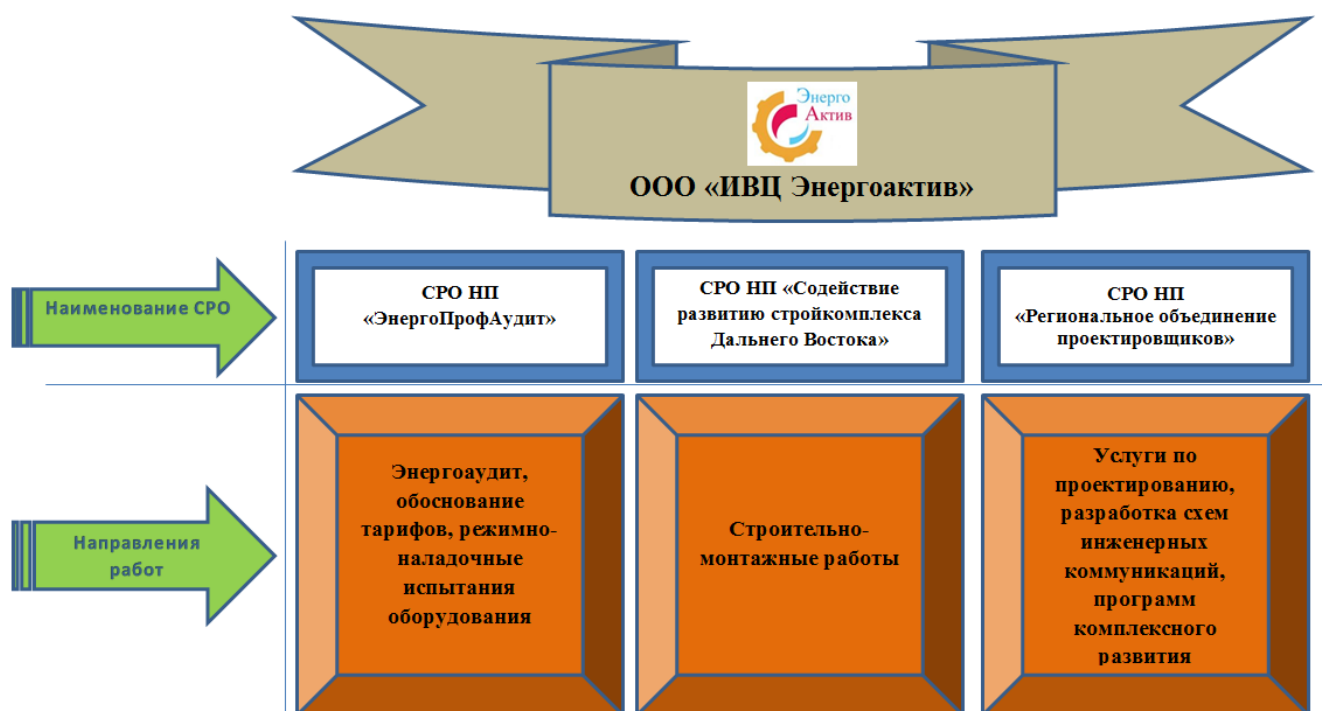 Энерго
Актив
ООО «ИВЦ Энергоактив»
Наименование СРО
СРО НП
«ЭнергоПрофАудит»
СРО НП «Содействие
развитию стройкомплекса
Дальнего Востока»
СРО НП
«Региональное объединение
проектировщиков»
Направления
работ
Энергоаудит,
обоснование
тарифов, режимно-
наладочные
испытания
оборудования
Строительно-
монтажные работы
Услуги по
проектированию,
разработка схем
инженерных
коммуникаций,
программ
комплексного
развития